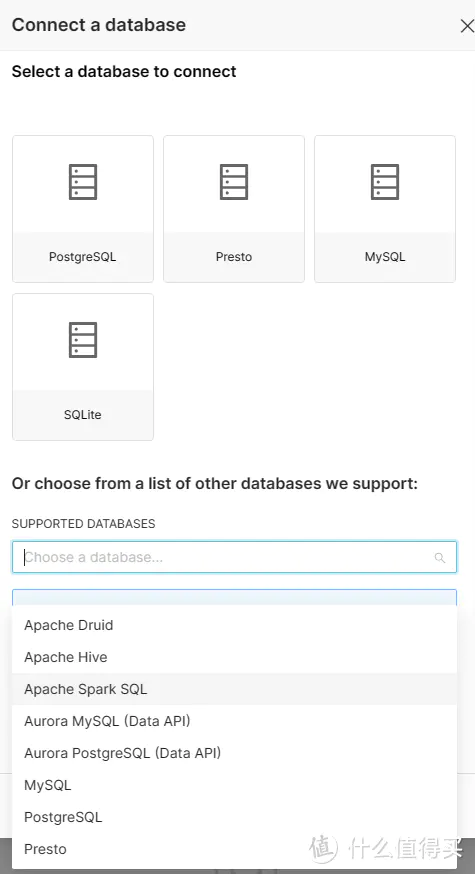 Connect a database
Select a database to connect
PostgreSQL
Presto
MySQL
SQLite
Or choose from a list of other databases we support:
SUPPORTED DATABASES
Choose a database...
Apache Druid
Apache Hive
Apache Spark SQL
Aurora MySQL (Data API)
Aurora PostgreSQL (Data API)
MySQL
PostgreSQL
Presto
值 什么值得买